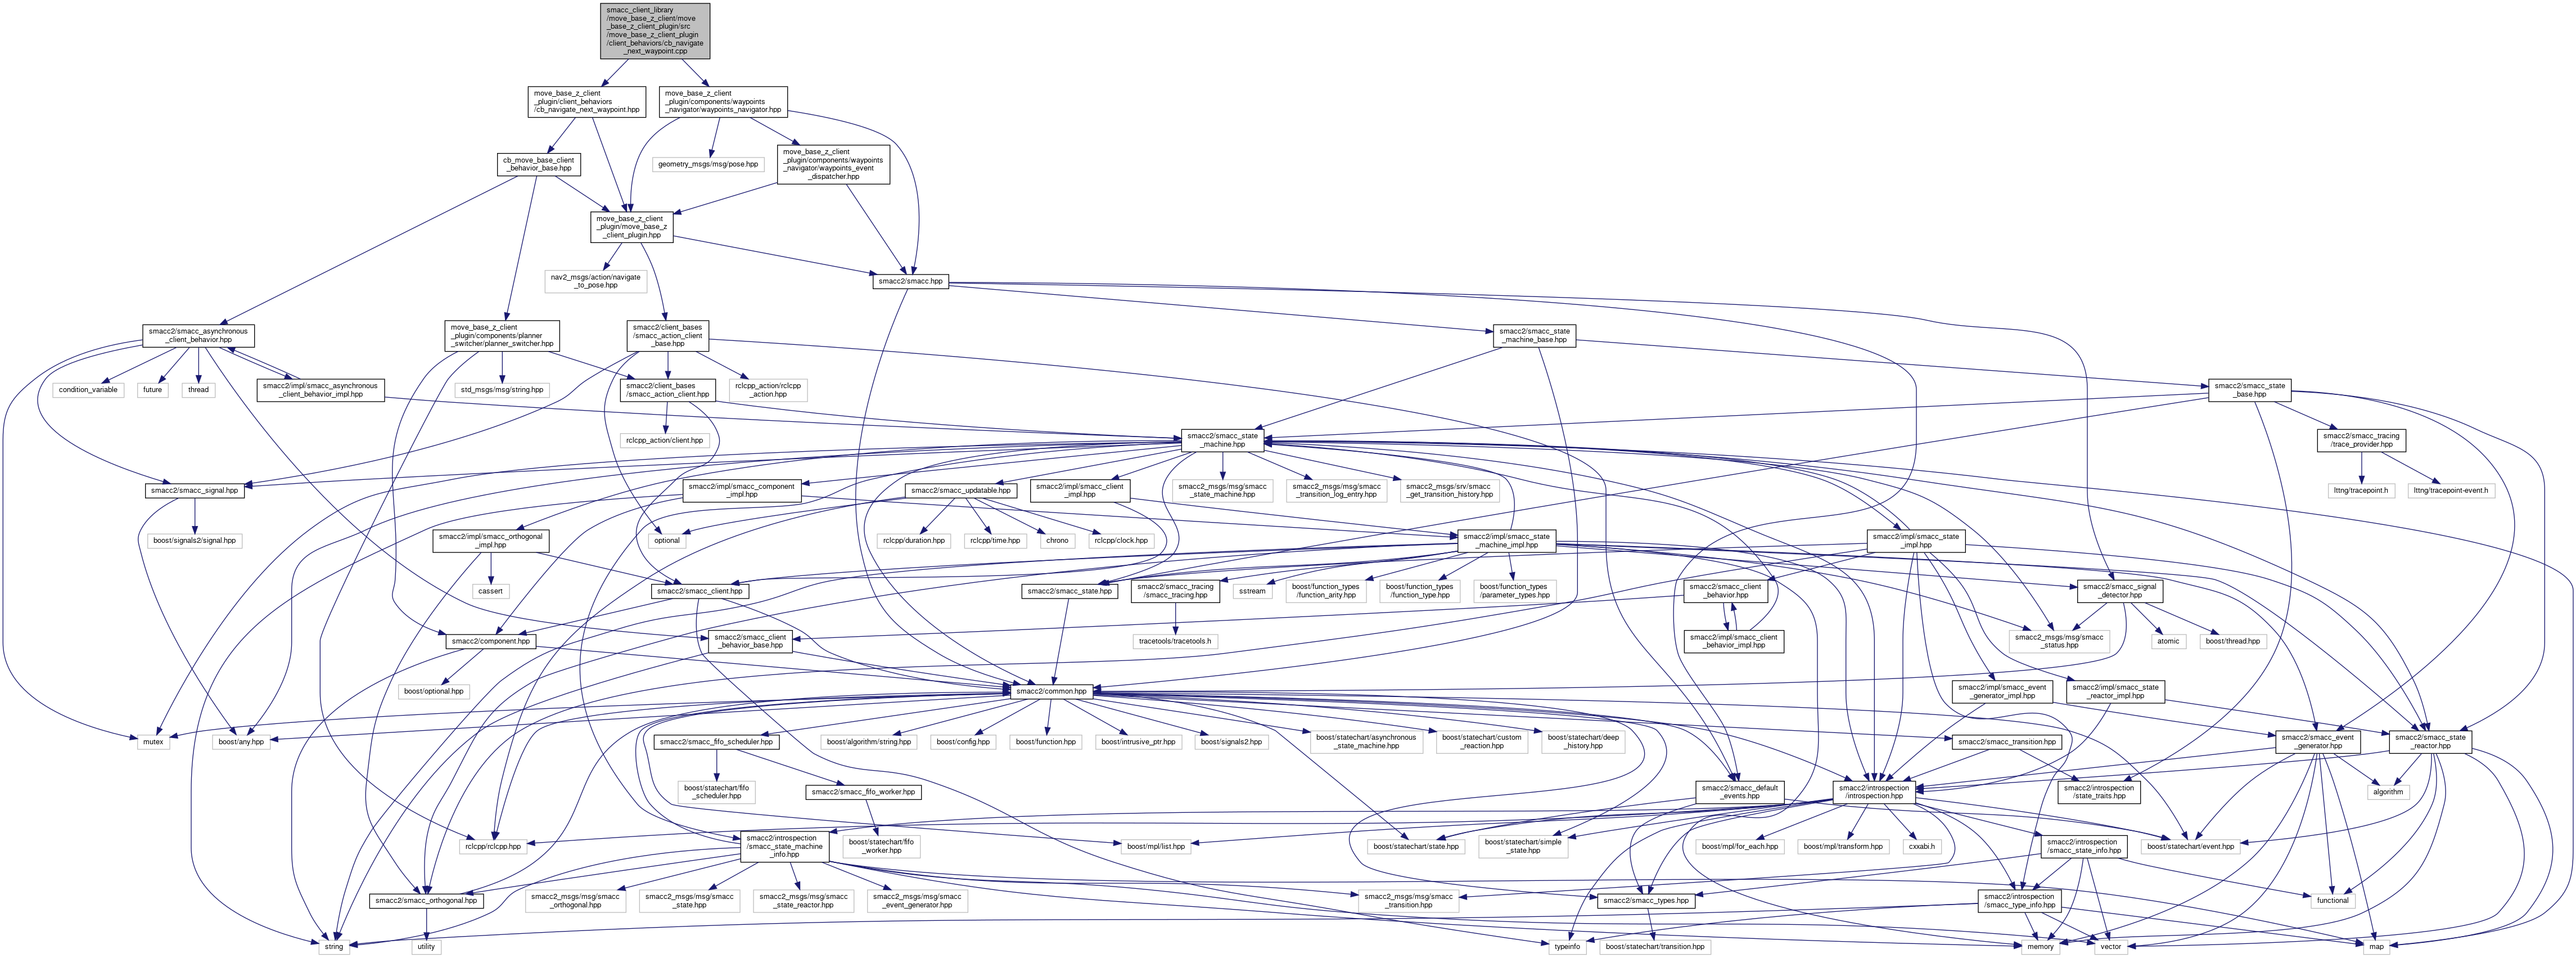 smacc_client_library
/move_base_z_client/move
_base_z_client_plugin/src
/move_base_z_client_plugin
/client_behaviors/cb_navigate
_next_waypoint.cpp
move_base_z_client
_plugin/client_behaviors
/cb_navigate_next_waypoint.hpp
move_base_z_client
_plugin/components/waypoints
_navigator/waypoints_navigator.hpp
cb_move_base_client
_behavior_base.hpp
geometry_msgs/msg/pose.hpp
move_base_z_client
_plugin/components/waypoints
_navigator/waypoints_event
_dispatcher.hpp
move_base_z_client
_plugin/move_base_z
_client_plugin.hpp
nav2_msgs/action/navigate
_to_pose.hpp
smacc2/smacc.hpp
smacc2/smacc_asynchronous
_client_behavior.hpp
move_base_z_client
_plugin/components/planner
_switcher/planner_switcher.hpp
smacc2/client_bases
/smacc_action_client
_base.hpp
smacc2/smacc_state
_machine_base.hpp
condition_variable
future
thread
smacc2/impl/smacc_asynchronous
_client_behavior_impl.hpp
std_msgs/msg/string.hpp
smacc2/client_bases
/smacc_action_client.hpp
rclcpp_action/rclcpp
_action.hpp
smacc2/smacc_state
_base.hpp
rclcpp_action/client.hpp
smacc2/smacc_state
_machine.hpp
smacc2/smacc_tracing
/trace_provider.hpp
smacc2/smacc_signal.hpp
smacc2/impl/smacc_component
_impl.hpp
smacc2/smacc_updatable.hpp
smacc2/impl/smacc_client
_impl.hpp
smacc2_msgs/msg/smacc
_state_machine.hpp
smacc2_msgs/msg/smacc
_transition_log_entry.hpp
smacc2_msgs/srv/smacc
_get_transition_history.hpp
lttng/tracepoint.h
lttng/tracepoint-event.h
boost/signals2/signal.hpp
smacc2/impl/smacc_orthogonal
_impl.hpp
optional
rclcpp/duration.hpp
rclcpp/time.hpp
chrono
rclcpp/clock.hpp
smacc2/impl/smacc_state
_machine_impl.hpp
smacc2/impl/smacc_state
_impl.hpp
cassert
smacc2/smacc_client.hpp
smacc2/smacc_state.hpp
smacc2/smacc_tracing
/smacc_tracing.hpp
sstream
boost/function_types
/function_arity.hpp
boost/function_types
/function_type.hpp
boost/function_types
/parameter_types.hpp
smacc2/smacc_client
_behavior.hpp
smacc2/smacc_signal
_detector.hpp
smacc2/component.hpp
smacc2/smacc_client
_behavior_base.hpp
tracetools/tracetools.h
smacc2/impl/smacc_client
_behavior_impl.hpp
smacc2_msgs/msg/smacc
_status.hpp
atomic
boost/thread.hpp
boost/optional.hpp
smacc2/common.hpp
smacc2/impl/smacc_event
_generator_impl.hpp
smacc2/impl/smacc_state
_reactor_impl.hpp
mutex
boost/any.hpp
smacc2/smacc_fifo_scheduler.hpp
boost/algorithm/string.hpp
boost/config.hpp
boost/function.hpp
boost/intrusive_ptr.hpp
boost/signals2.hpp
boost/statechart/asynchronous
_state_machine.hpp
boost/statechart/custom
_reaction.hpp
boost/statechart/deep
_history.hpp
smacc2/smacc_transition.hpp
smacc2/smacc_event
_generator.hpp
smacc2/smacc_state
_reactor.hpp
boost/statechart/fifo
_scheduler.hpp
smacc2/smacc_fifo_worker.hpp
smacc2/smacc_default
_events.hpp
smacc2/introspection
/introspection.hpp
smacc2/introspection
/state_traits.hpp
algorithm
rclcpp/rclcpp.hpp
smacc2/introspection
/smacc_state_machine
_info.hpp
boost/statechart/fifo
_worker.hpp
boost/mpl/list.hpp
boost/statechart/state.hpp
boost/statechart/simple
_state.hpp
boost/mpl/for_each.hpp
boost/mpl/transform.hpp
cxxabi.h
smacc2/introspection
/smacc_state_info.hpp
boost/statechart/event.hpp
smacc2/smacc_orthogonal.hpp
smacc2_msgs/msg/smacc
_orthogonal.hpp
smacc2_msgs/msg/smacc
_state.hpp
smacc2_msgs/msg/smacc
_state_reactor.hpp
smacc2_msgs/msg/smacc
_event_generator.hpp
smacc2_msgs/msg/smacc
_transition.hpp
smacc2/smacc_types.hpp
smacc2/introspection
/smacc_type_info.hpp
functional
string
utility
typeinfo
boost/statechart/transition.hpp
memory
vector
map